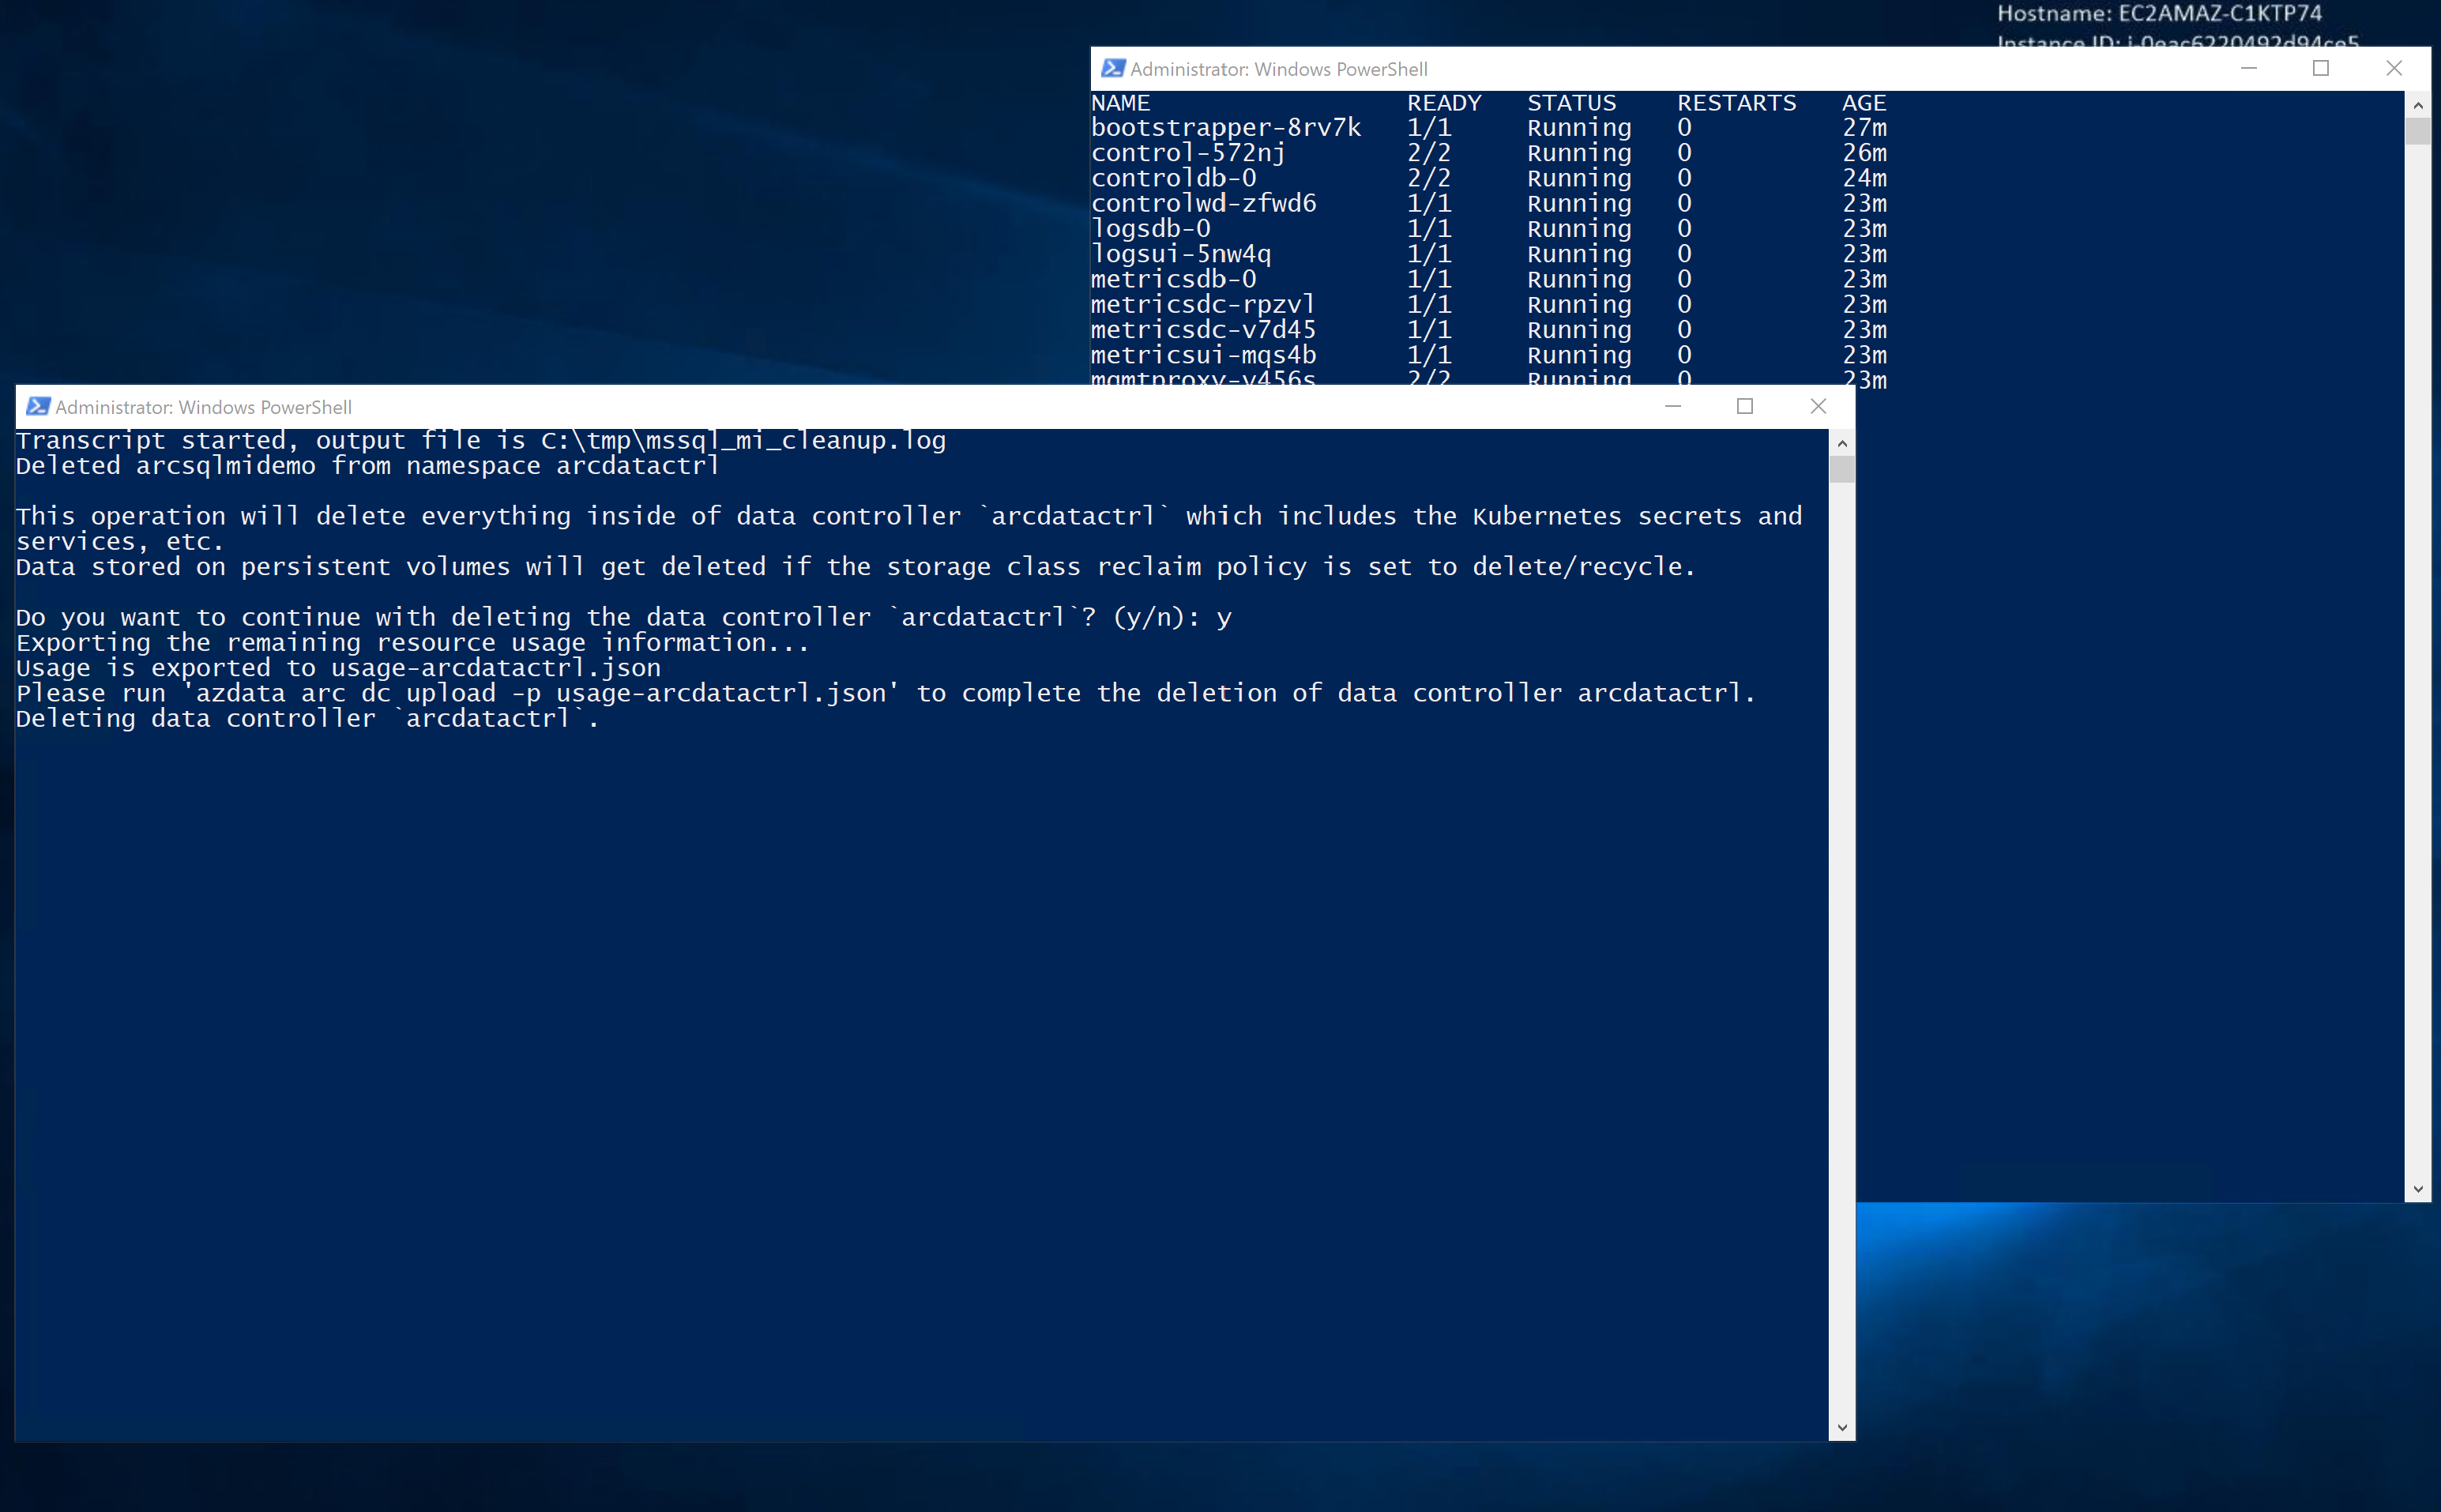 Hostname: EC2AMAZ-C1KTP74
Instance ID: i-0eac6220492d94ce5
Administrator: Windows PowerShell
NAME READY STATUS RESTARTS AGE
bootstrapper-8rv7k 1/1 Running 0 27m
control-572nj 2/2 Running 0 26m
controldb-0 2/2 Running 0 24m
controlwd-zfwd6 1/1 Running 0 23m
logsdb-0 1/1 Running 0 23m
logsui-5nw4q 1/1 Running 0 23m
metricsdb-0 1/1 Running 0 23m
metricsdc-rpzvl 1/1 Running 0 23m
metricsdc-v7d45 1/1 Running 0 23m
metricsui-mqs4b 1/1 Running 0 23m
mgmtproxy-v456s 2/2 Running 0 23m
Administrator: Windows PowerShell
Transcript started, output file is C:\tmp\mssql_mi_cleanup.log
Deleted arcsqlmidemo from namespace arcdatactrl
This operation will delete everything inside of data controller `arcdatactrl` which includes the Kubernetes secrets and
services, etc.
Data stored on persistent volumes will get deleted if the storage class reclaim policy is set to delete/recycle.
Do you want to continue with deleting the data controller `arcdatactrl`? (y/n): y
Exporting the remaining resource usage information...
Usage is exported to usage-arcdatactrl.json
Please run 'azdata arc dc upload -p usage-arcdatactrl.json' to complete the deletion of data controller arcdatactrl.
Deleting data controller `arcdatactrl`.